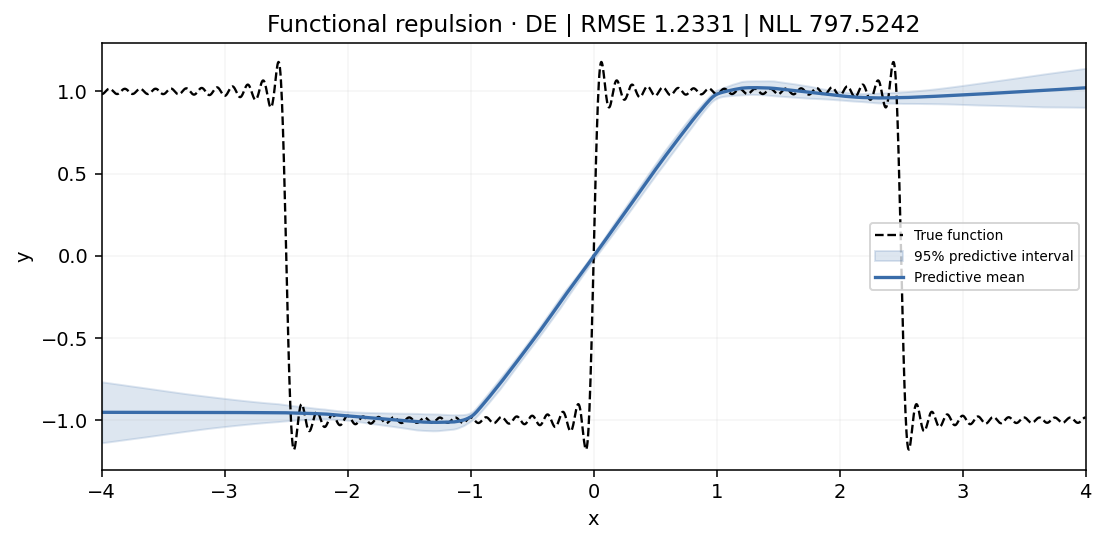 Functional repulsion · DE | RMSE 1.2331 | NLL 797.5242
y
1.0
0.5
0.0
−0.5
−1.0
True function
95% predictive interval
Predictive mean
−4
−3
−2
−1
0
1
2
3
4
x